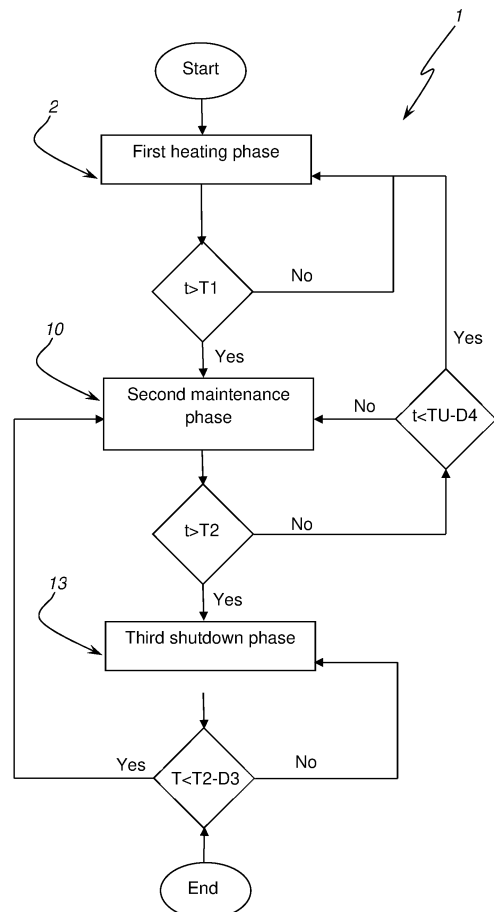 1
Start
2
First heating phase
t>T1
No
Yes
10
Yes
Second maintenance
phase
No
t<TU-D4
t>T2
No
Yes
13
Third shutdown phase
Yes
T<T2-D3
No
End